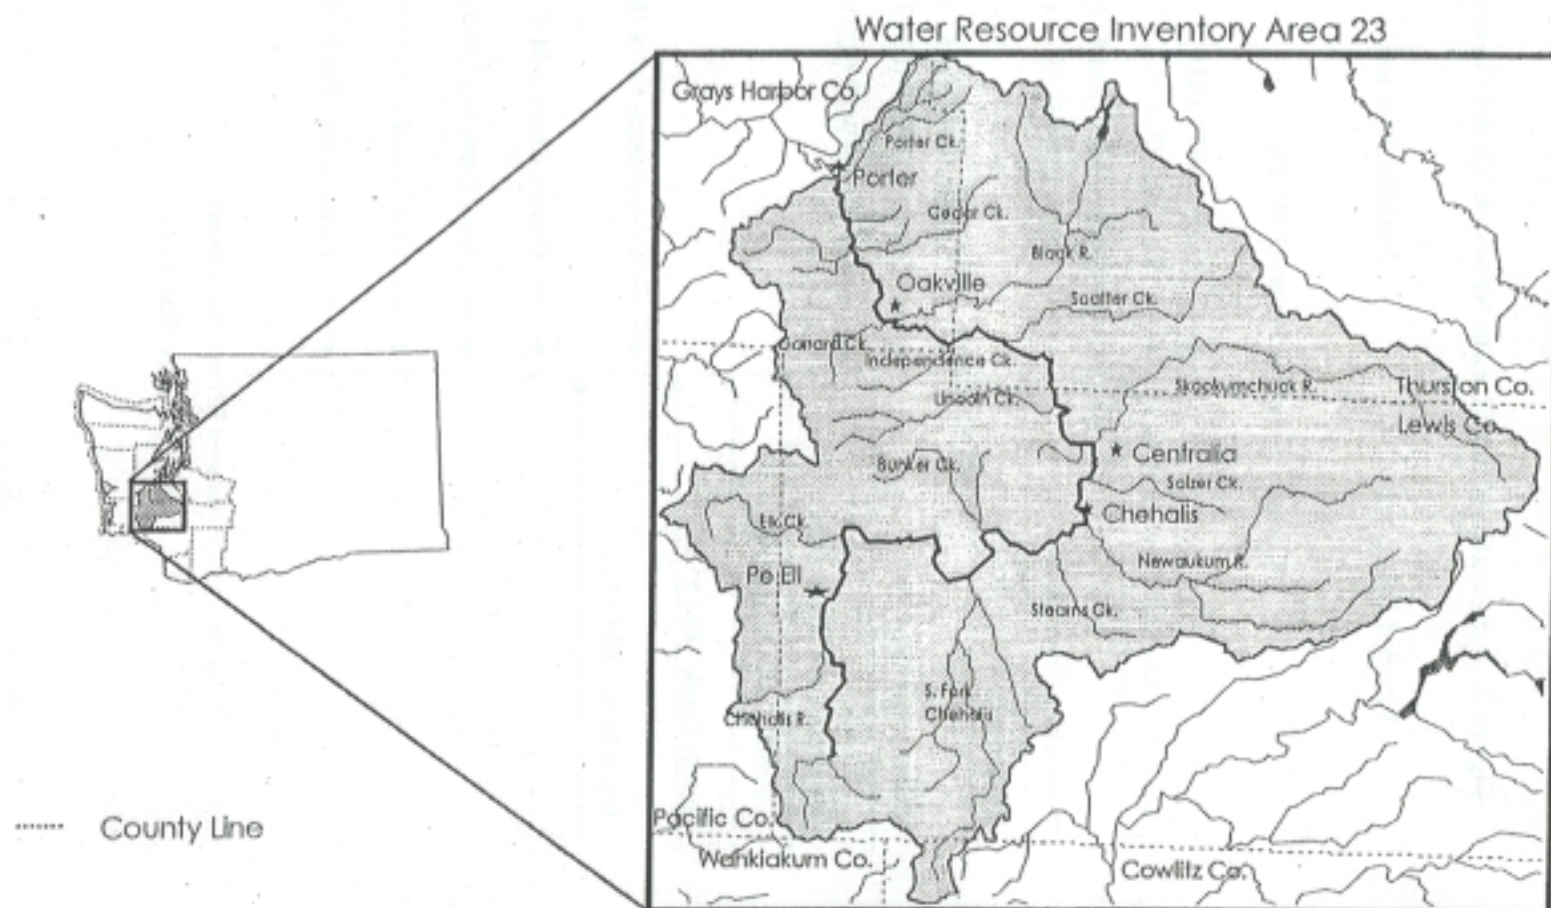 Water Resource Inventory Area 23
Grays Harbor Co.
Porter Ck.
Porter
Cedar Ck.
Black R.
Oakville
Scatter Ck.
Independence Ck.
Skookumchuck R.
Thurston Co.
Lincoln Ck.
Lewis Co.
Centralia
Bunker Ck.
Salzer Ck.
Chehalis
Elk Ck.
Newaukum R.
Pe Ell
Stearns Ck.
S. Fork
Chehalis
Chehalis R.
Pacific Co.
County Line
Wahkiakum Co.
Cowlitz Co.